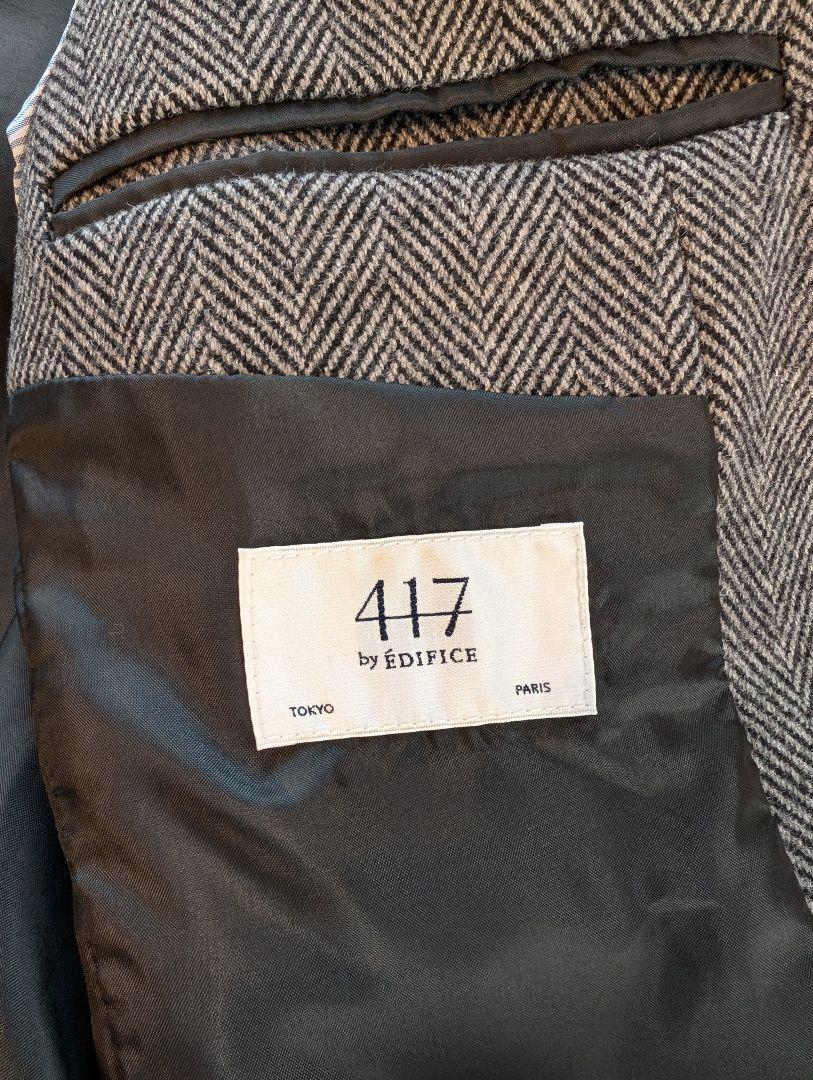 417
by ÉDIFICE
TOKYO
PARIS